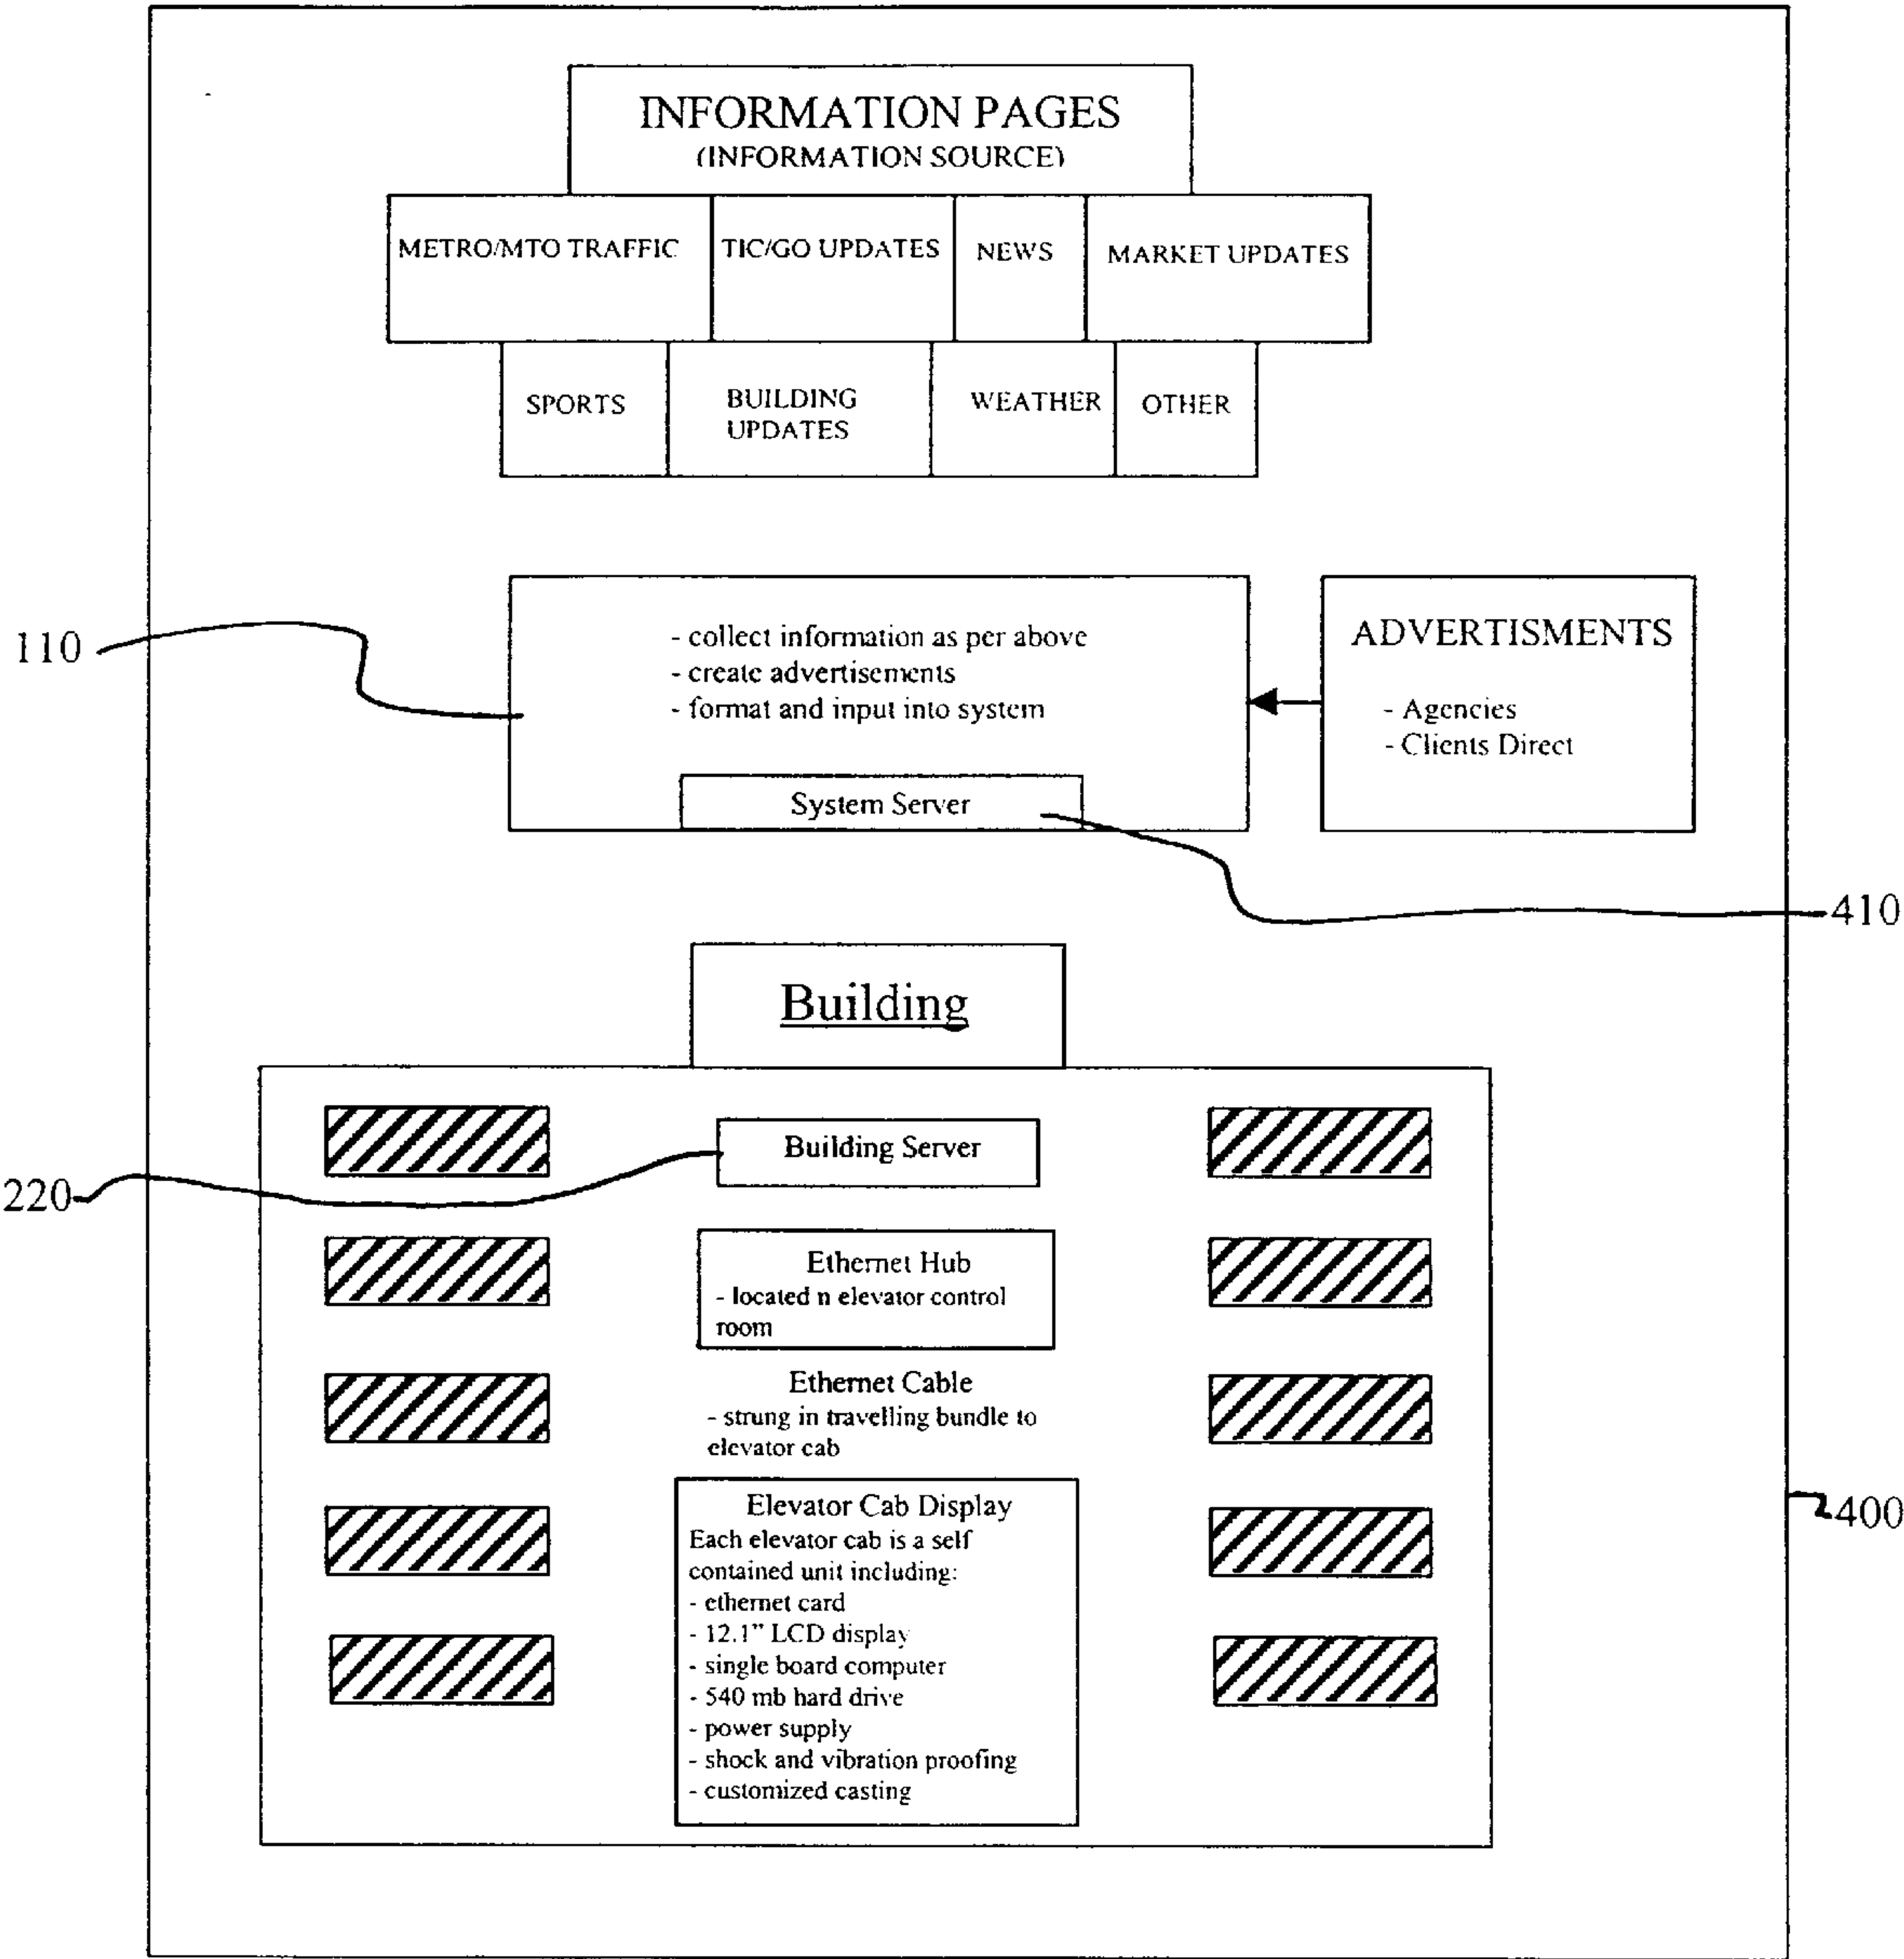 INFORMATION PAGES
(INFORMATION SOURCE)
METRO/MTO TRAFFIC
TIC/GO UPDATES
NEWS
MARKET UPDATES
SPORTS
BUILDING
UPDATES
WEATHER
OTHER
110
- collect information as per above
- create advertisements
- format and input into system
System Server
ADVERTISMENTS
- Agencies
- Clients Direct
410
Building
Building Server
220
Ethernet Hub
- located n elevator control
room
Ethernet Cable
- strung in travelling bundle to
elevator cab
Elevator Cab Display
Each elevator cab is a self
contained unit including:
- ethernet card
- 12.1" LCD display
- single board computer
- 540 mb hard drive
- power supply
- shock and vibration proofing
- customized casting
400